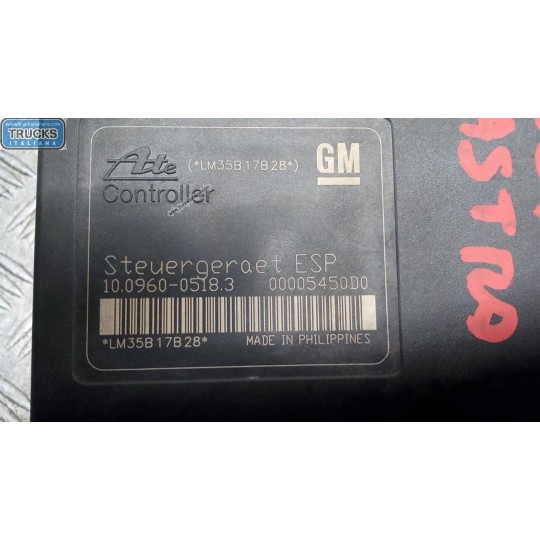 TRUCKS
ITALIANA
Ate (*LM35B17B28*) GM
Controller
Steuergeraet ESP
10.0960-0518.3 00005450D0
*LM35B17B28* MADE IN PHILIPPINES
ASTRA